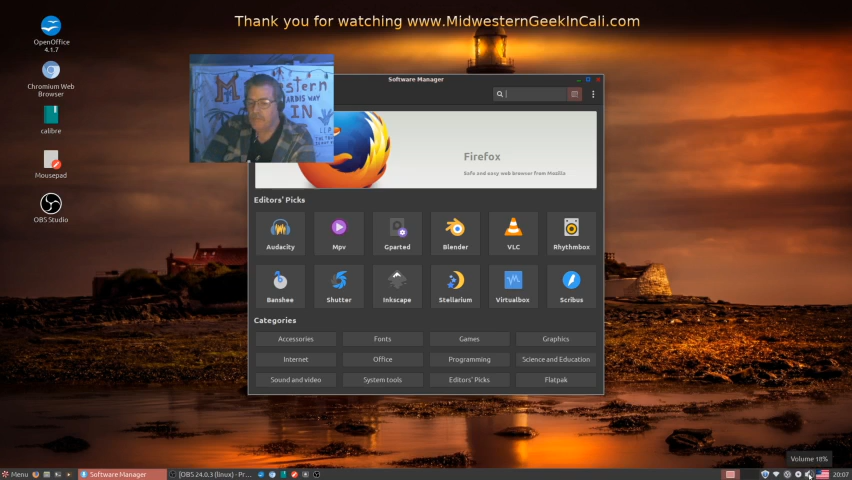 Thank you for watching www.MidwesternGeekInCali.com
OpenOffice
4.1.7
Chromium Web
Browser
calibre
Mousepad
OBS Studio
Software Manager
Firefox
Safe and easy web browser from Mozilla
Editors' Picks
Audacity
Mpv
Gparted
Blender
VLC
Rhythmbox
Banshee
Shutter
Inkscape
Stellarium
Virtualbox
Scribus
Categories
Accessories
Fonts
Games
Graphics
Internet
Office
Programming
Science and Education
Sound and video
System tools
Editors' Picks
Flatpak
Volume 18%
Menu
Software Manager
[OBS 24.0.3 (linux) - Pr...
20:07